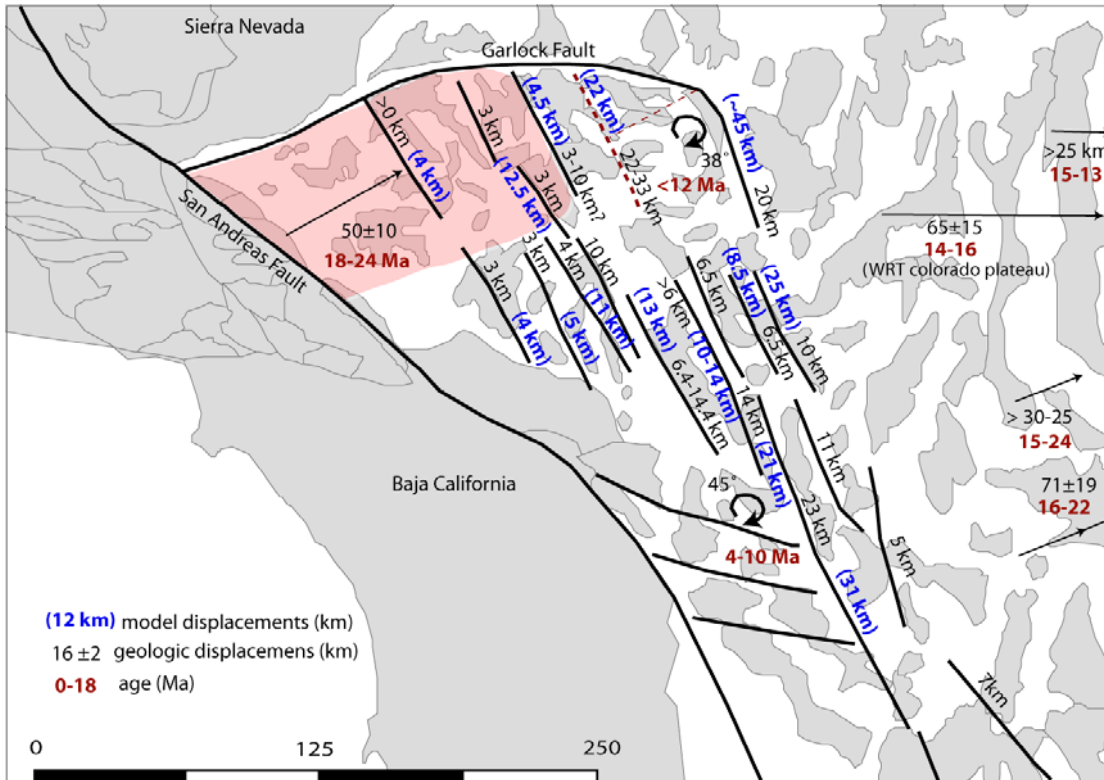 Sierra Nevada
Garlock Fault
San Andreas Fault
Baja California
>0 km
(4 km)
50±10
18-24 Ma
3 km
(12.5 km)
3 km
(4.5 km)
3-10 km?
(22 km)
22-33 km
38°
<12 Ma
(~45 km)
20 km
>25 km
15-13
65±15
14-16
(WRT colorado plateau)
3 km
(4 km)
3 km
(5 km)
4 km
(11 km)
10 km
(13 km)
6.4-14.4 km
>6 km
(10-14 km)
14 km
6.5 km
(8.5 km)
6.5 km
(25 km)
10 km
(21 km)
23 km
11 km
5 km
(31 km)
7km
> 30-25
15-24
71±19
16-22
45°
4-10 Ma
(12 km) model displacements (km)
16 ±2 geologic displacemens (km)
0-18 age (Ma)
0
125
250